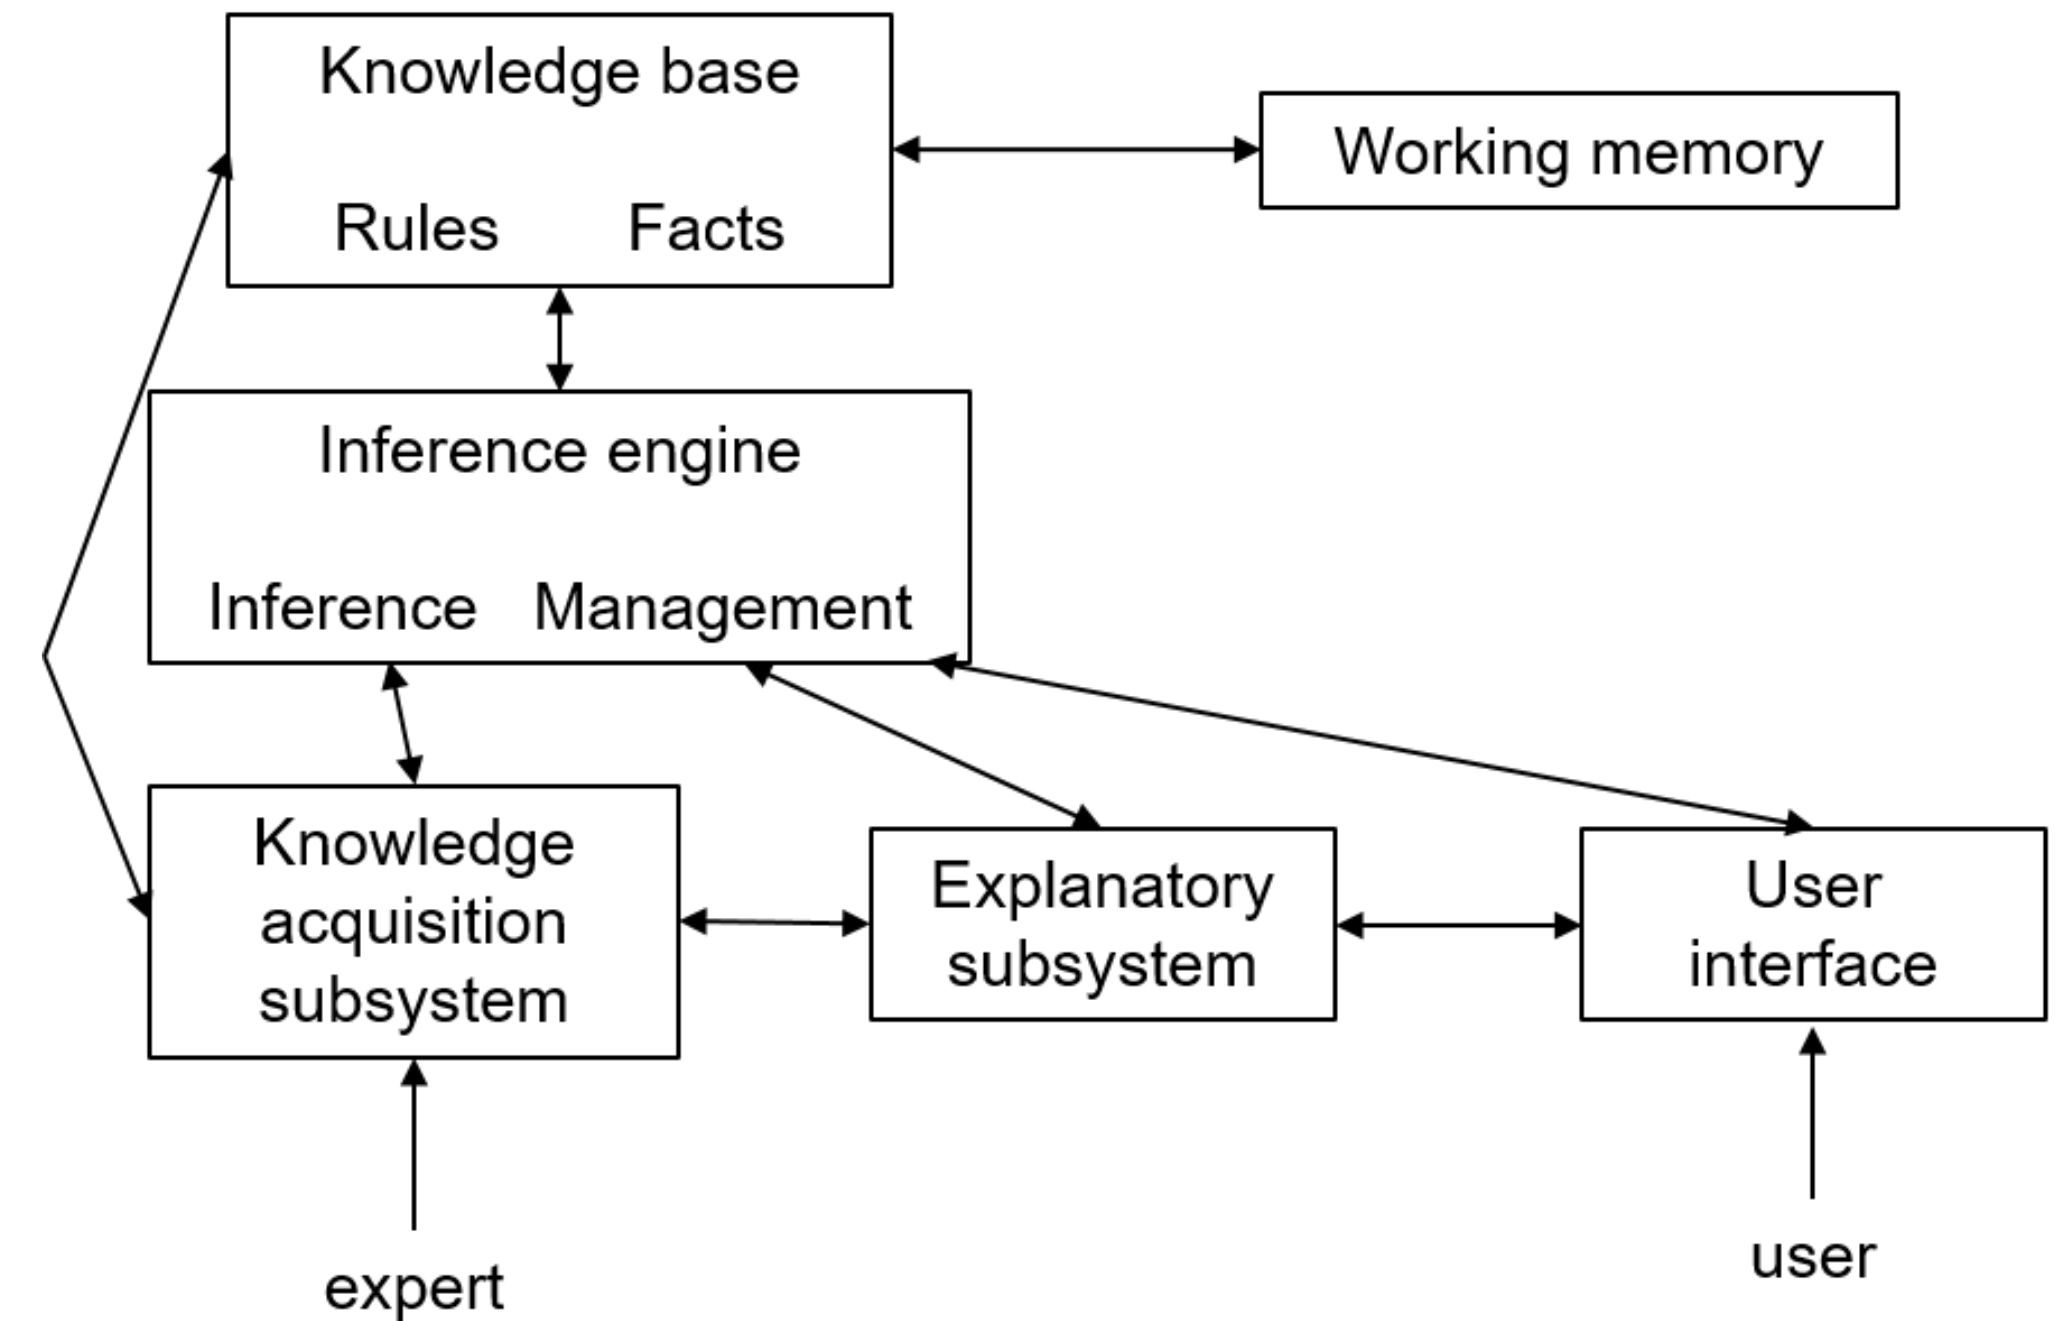 Knowledge base
Working memory
Rules Facts
Inference engine
Inference Management
Knowledge
acquisition
subsystem
Explanatory
subsystem
User
interface
expert
user